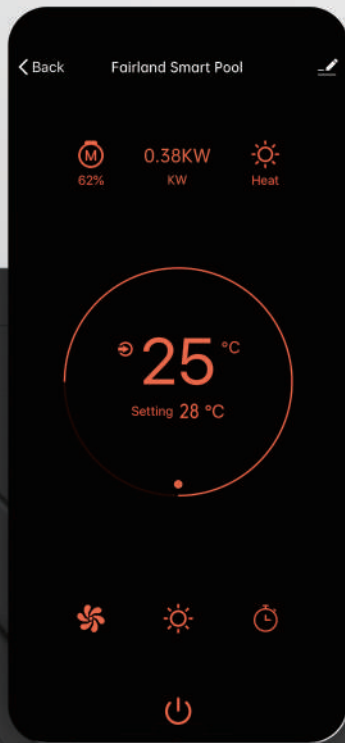 Back Fairland Smart Pool
M 0.38KW
62% KW Heat
25 °C
Setting 28 °C